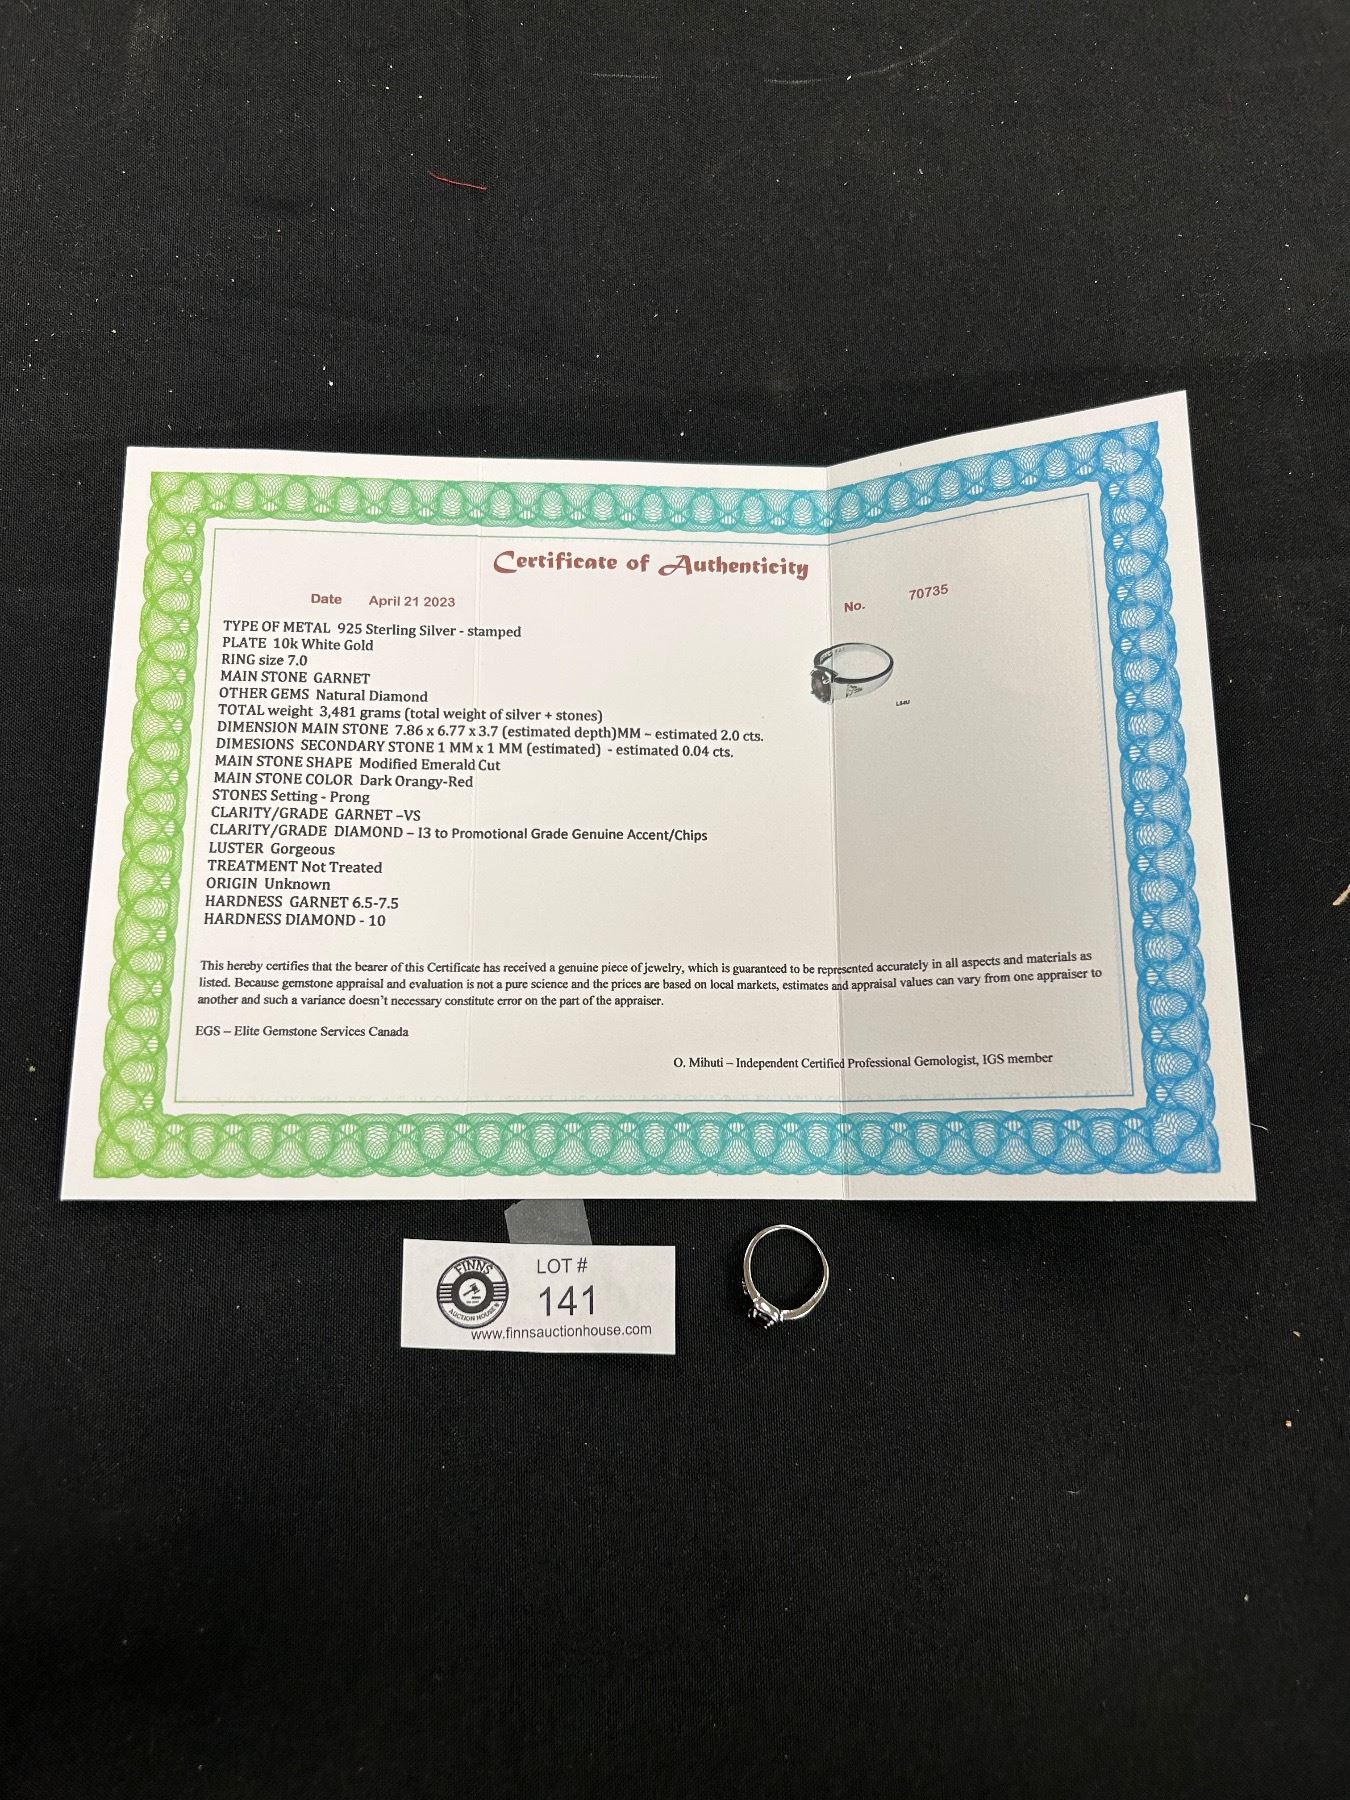 Certificate of Authenticity
Date April 21 2023
No. 70735
TYPE OF METAL 925 Sterling Silver - stamped
PLATE 10k White Gold
RING size 7.0
MAIN STONE GARNET
OTHER GEMS Natural Diamond
TOTAL weight 3,481 grams (total weight of silver + stones)
DIMENSION MAIN STONE 7.86 x 6.77 x 3.7 (estimated depth)MM – estimated 2.0 cts.
DIMESIONS SECONDARY STONE 1 MM x 1 MM (estimated) - estimated 0.04 cts.
MAIN STONE SHAPE Modified Emerald Cut
MAIN STONE COLOR Dark Orangy-Red
STONES Setting - Prong
CLARITY/GRADE GARNET –VS
CLARITY/GRADE DIAMOND – I3 to Promotional Grade Genuine Accent/Chips
LUSTER Gorgeous
TREATMENT Not Treated
ORIGIN Unknown
HARDNESS GARNET 6.5-7.5
HARDNESS DIAMOND - 10
This hereby certifies that the bearer of this Certificate has received a genuine piece of jewelry, which is guaranteed to be represented accurately in all aspects and materials as
listed. Because gemstone appraisal and evaluation is not a pure science and the prices are based on local markets, estimates and appraisal values can vary from one appraiser to
another and such a variance doesn't necessary constitute error on the part of the appraiser.
EGS – Elite Gemstone Services Canada
O. Mihuti – Independent Certified Professional Gemologist, IGS member
FINNS
AUCTION HOUSE
LOT #
141
www.finnsauctionhouse.com